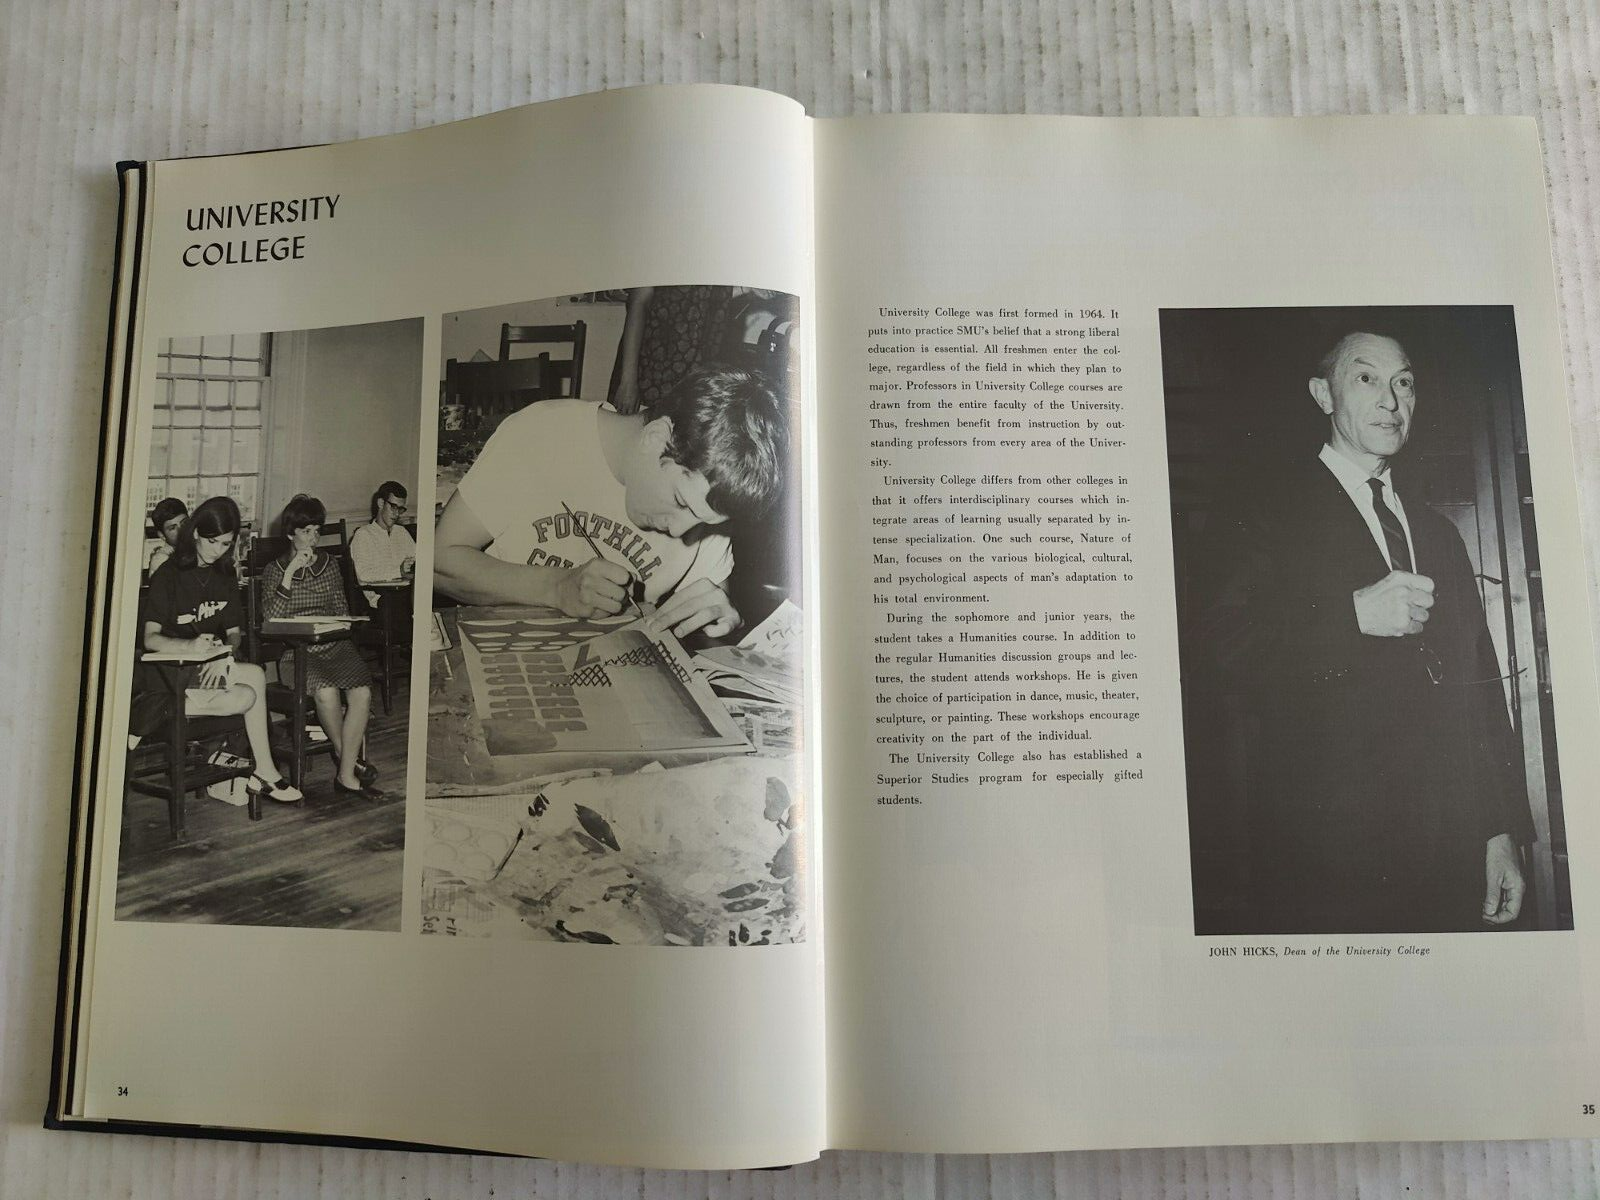 UNIVERSITY
COLLEGE
Phi
FOOTHILL
34
University College was first formed in 1964. It
puts into practice SMU's belief that a strong liberal
education is essential. All freshmen enter the col-
lege, regardless of the field in which they plan to
major. Professors in University College courses are
drawn from the entire faculty of the University.
Thus, freshmen benefit from instruction by out-
standing professors from every area of the Univer-
sity.
University College differs from other colleges in
that it offers interdisciplinary courses which in-
tegrate areas of learning usually separated by in-
tense specialization. One such course, Nature of
Man, focuses on the various biological, cultural,
and psychological aspects of man's adaptation to
his total environment.
During the sophomore and junior years, the
student takes a Humanities course. In addition to
the regular Humanities discussion groups and lec-
tures, the student attends workshops. He is given
the choice of participation in dance, music, theater,
sculpture, or painting. These workshops encourage
creativity on the part of the individual.
The University College also has established a
Superior Studies program for especially gifted
students.
JOHN HICKS, Dean of the University College
35